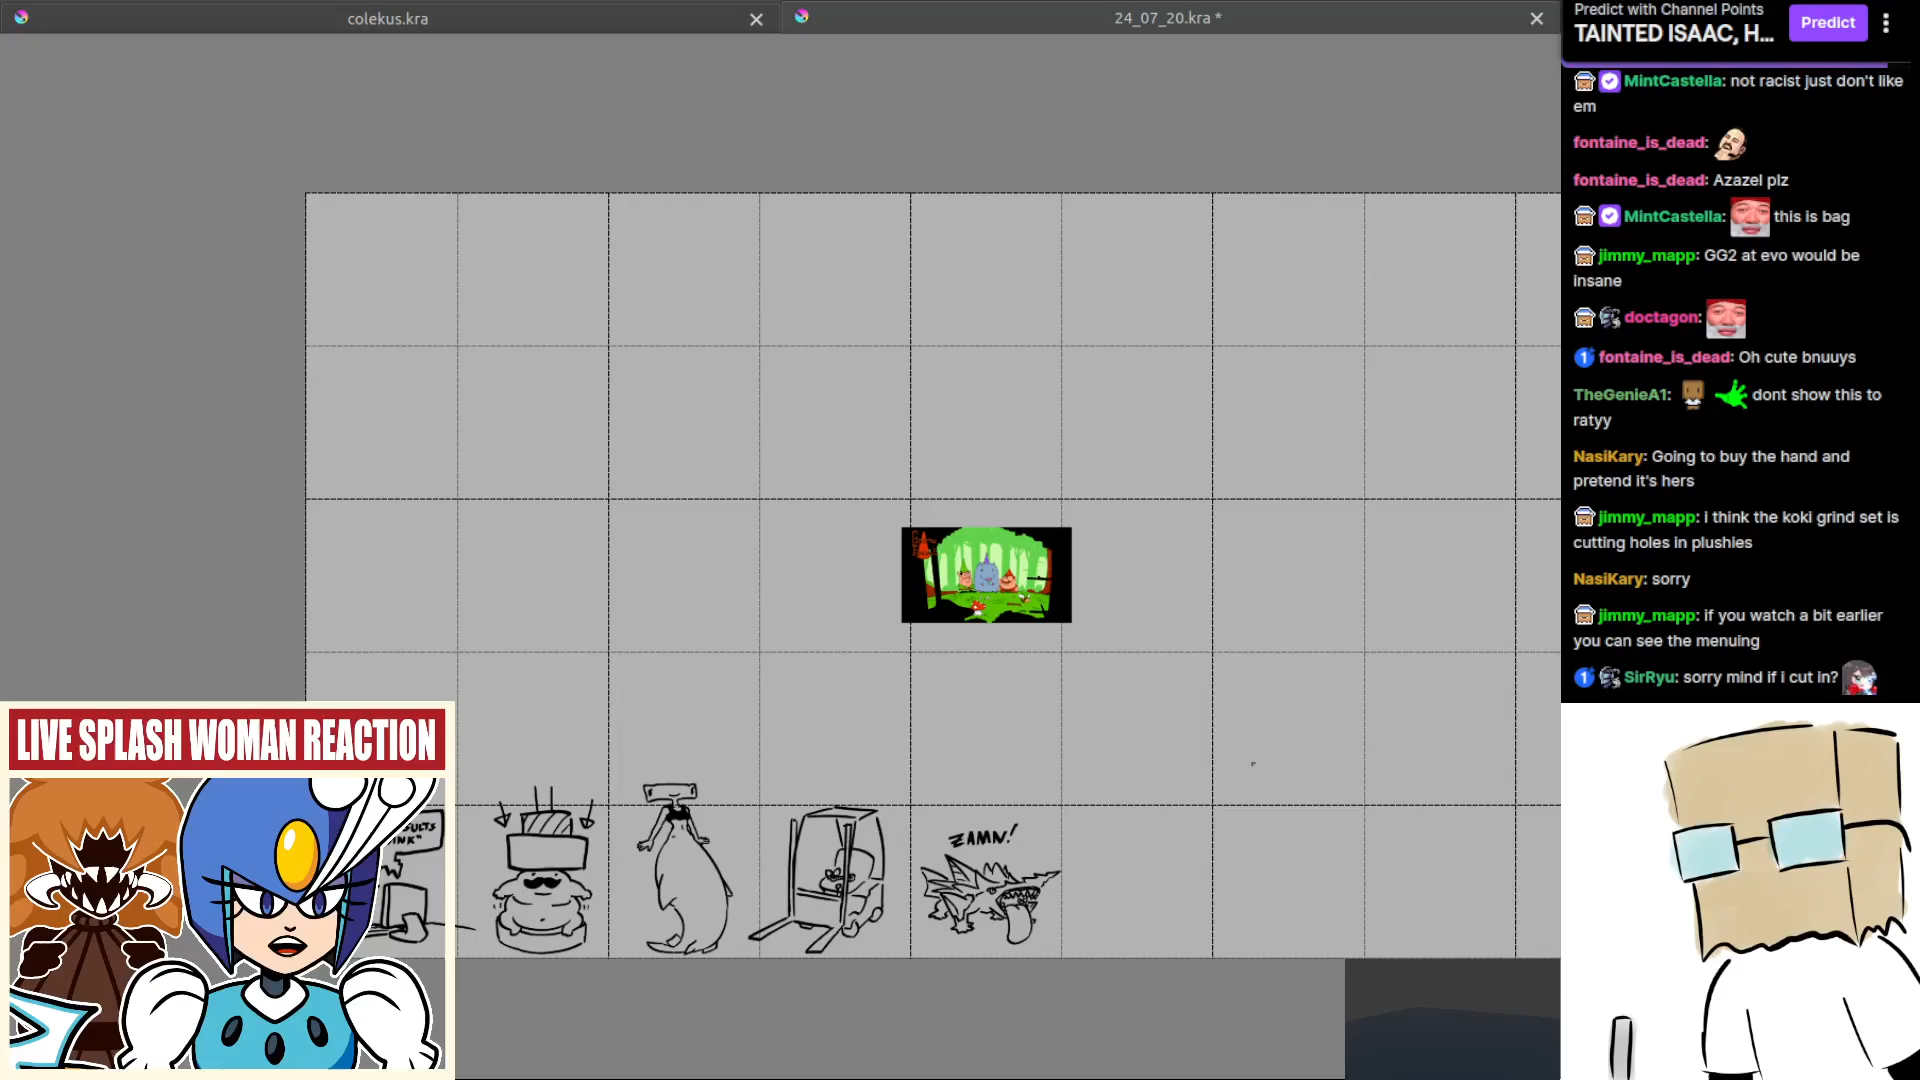 colekus.kra
24_07_20.kra *
Predict with Channel Points
TAINTED ISAAC, H...
Predict
MintCastella: not racist just don't like
em
fontaine_is_dead:
fontaine_is_dead: Azazel plz
MintCastella: this is bag
jimmy_mapp: GG2 at evo would be
insane
doctagon:
1 fontaine_is_dead: Oh cute bnuuys
TheGenieA1: dont show this to
ratyy
NasiKary: Going to buy the hand and
pretend it's hers
jimmy_mapp: i think the koki grind set is
cutting holes in plushies
NasiKary: sorry
jimmy_mapp: if you watch a bit earlier
you can see the menuing
1 SirRyu: sorry mind if i cut in?
LIVE SPLASH WOMAN REACTION
ZAMN!